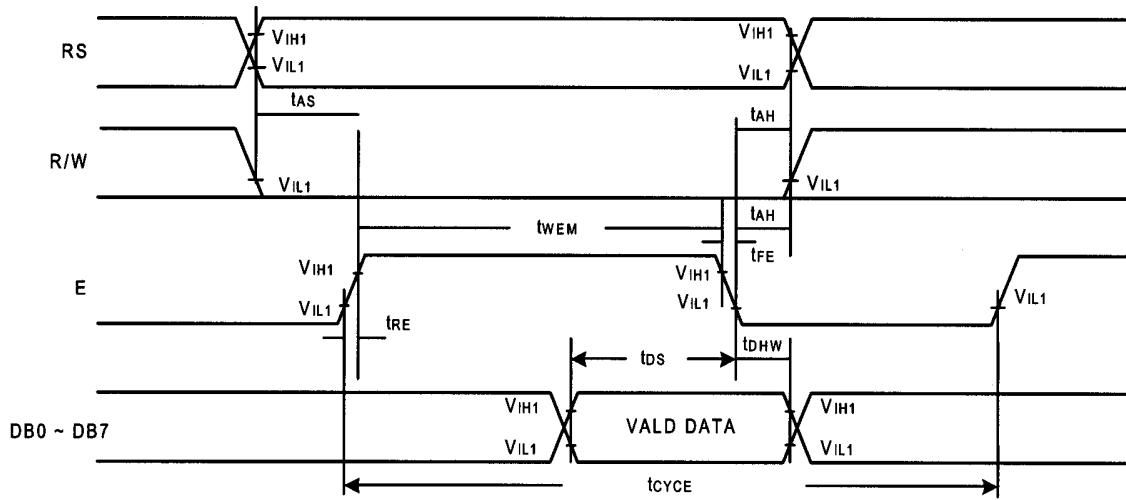 RS
VIH1
VIL1
VIH1
VIL1
tAS
tAH
R/W
VIL1
VIL1
tWEM
tAH
tFE
E
VIH1
VIL1
VIH1
VIL1
VIL1
tRE
tDS
tDHW
DB0 ~ DB7
VIH1
VIL1
VALD DATA
VIH1
VIL1
tCYCE